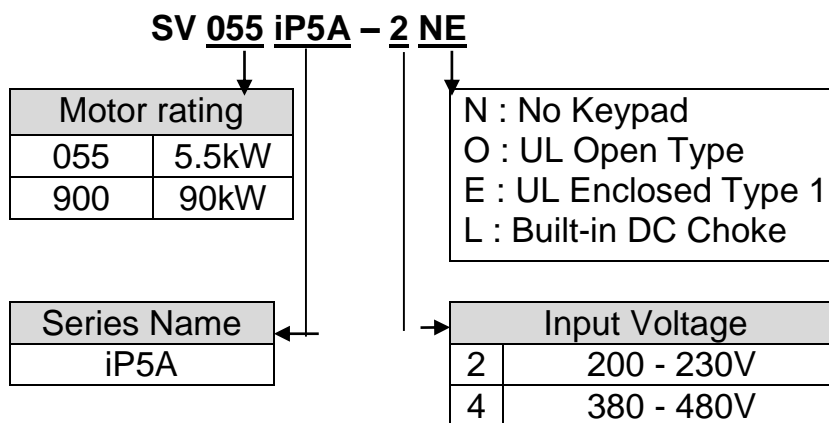 SV 055 iP5A – 2 NE
Motor rating
055 5.5kW
900 90kW
N : No Keypad
O : UL Open Type
E : UL Enclosed Type 1
L : Built-in DC Choke
Series Name
iP5A
Input Voltage
2 200 - 230V
4 380 - 480V